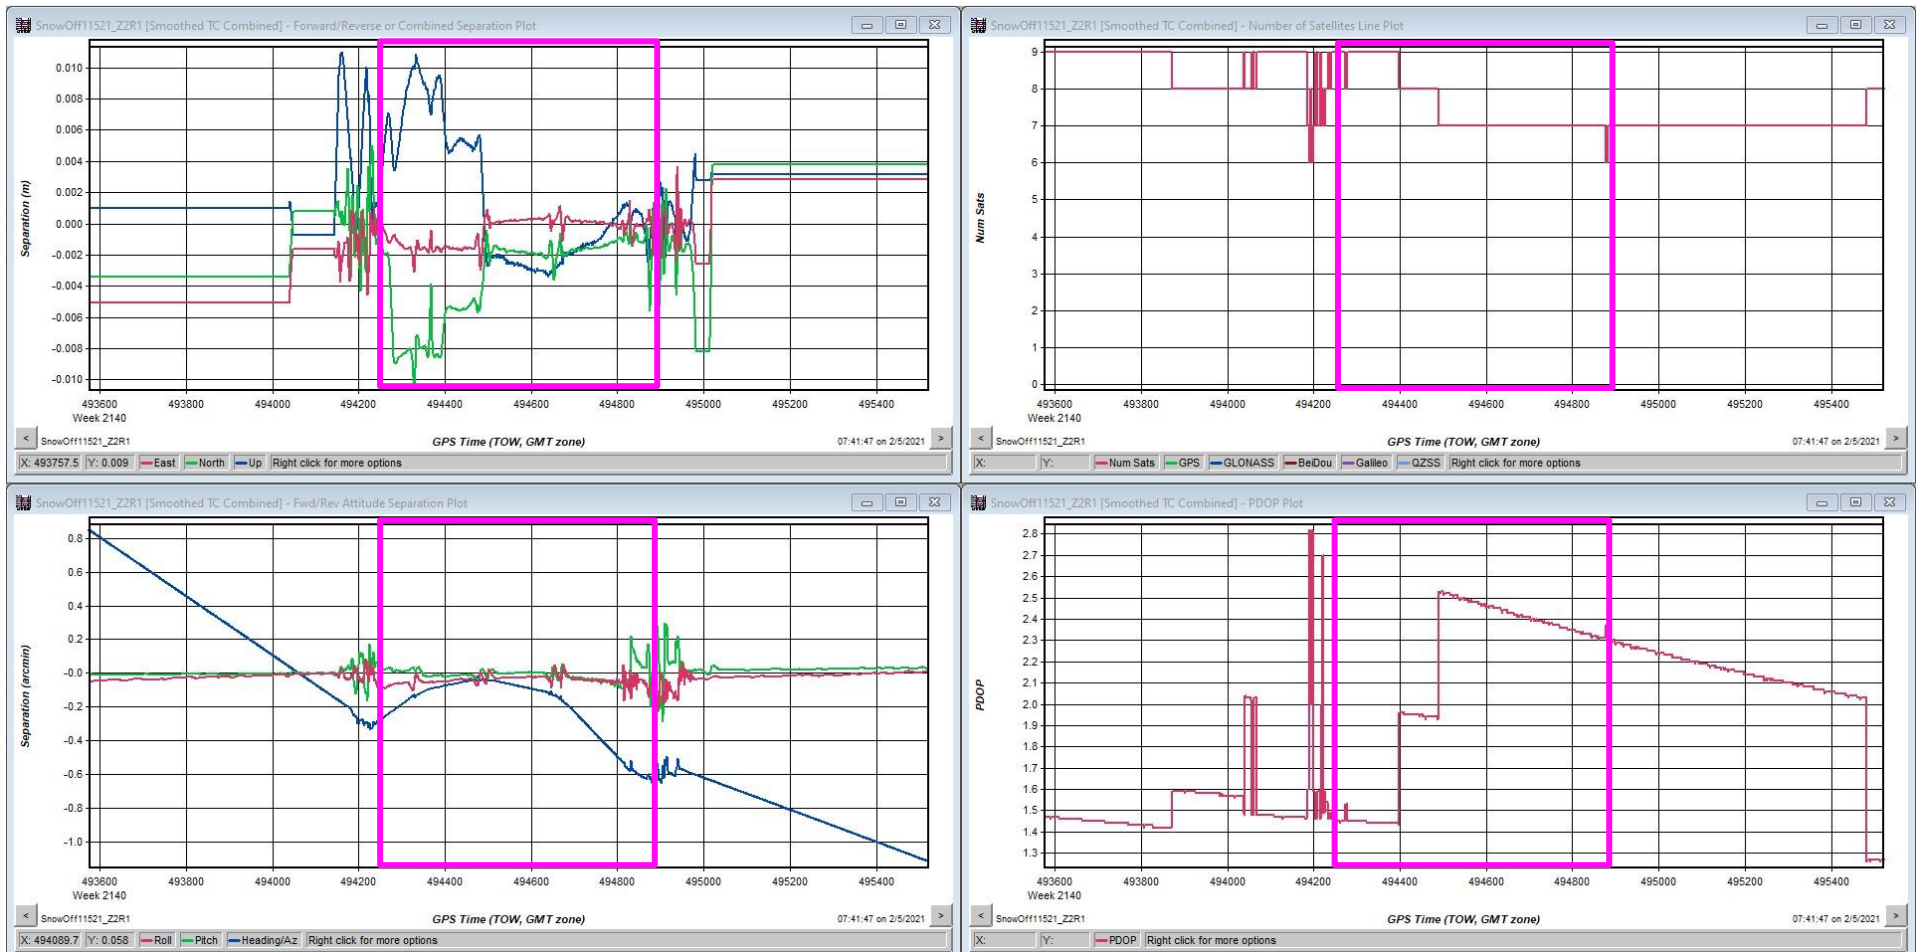 SnowOff11521_Z2R1 [Smoothed TC Combined] - Forward/Reverse or Combined Separation Plot
0.010
0.008
0.006
0.004
0.002
0.000
-0.002
-0.004
-0.006
-0.008
-0.010
Separation (m)
493600 493800 494000 494200 494400 494600 494800 495000 495200 495400
Week 2140
< SnowOff11521_Z2R1 GPS Time (TOW, GMT zone) 07:41:47 on 2/5/2021 >
X: 493757.5 Y: 0.009 East North Up Right click for more options
SnowOff11521_Z2R1 [Smoothed TC Combined] - Number of Satellites Line Plot
9
8
7
6
5
4
3
2
1
0
Num Sats
493600 493800 494000 494200 494400 494600 494800 495000 495200 495400
Week 2140
< SnowOff11521_Z2R1 GPS Time (TOW, GMT zone) 07:41:47 on 2/5/2021 >
X: Y: Num Sats GPS GLONASS BeiDou Galileo QZSS Right click for more options
SnowOff11521_Z2R1 [Smoothed TC Combined] - Fwd/Rev Attitude Separation Plot
0.8
0.6
0.4
0.2
-0.0
-0.2
-0.4
-0.6
-0.8
-1.0
Separation (arcmin)
493600 493800 494000 494200 494400 494600 494800 495000 495200 495400
Week 2140
< SnowOff11521_Z2R1 GPS Time (TOW, GMT zone) 07:41:47 on 2/5/2021 >
X: 494089.7 Y: 0.058 Roll Pitch Heading/Az Right click for more options
SnowOff11521_Z2R1 [Smoothed TC Combined] - PDOP Plot
2.8
2.7
2.6
2.5
2.4
2.3
2.2
2.1
2.0
1.9
1.8
1.7
1.6
1.5
1.4
1.3
PDOP
493600 493800 494000 494200 494400 494600 494800 495000 495200 495400
Week 2140
< SnowOff11521_Z2R1 GPS Time (TOW, GMT zone) 07:41:47 on 2/5/2021 >
X: Y: PDOP Right click for more options